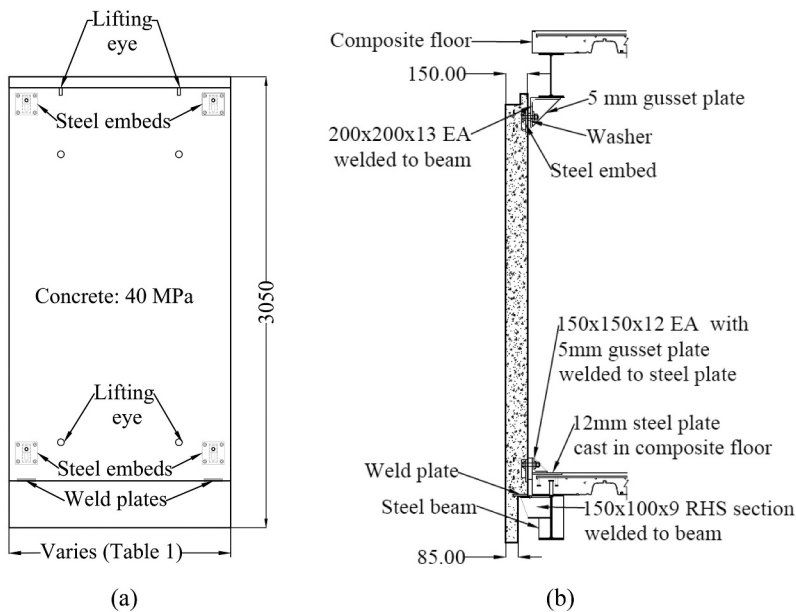 Lifting
eye
Steel embeds
Concrete: 40 MPa
3050
Lifting
eye
Steel embeds
Weld plates
Varies (Table 1)
(a)
Composite floor
150.00
5 mm gusset plate
200x200x13 EA
welded to beam
Washer
Steel embed
150x150x12 EA with
5mm gusset plate
welded to steel plate
12mm steel plate
cast in composite floor
Weld plate
Steel beam
150x100x9 RHS section
welded to beam
85.00
(b)